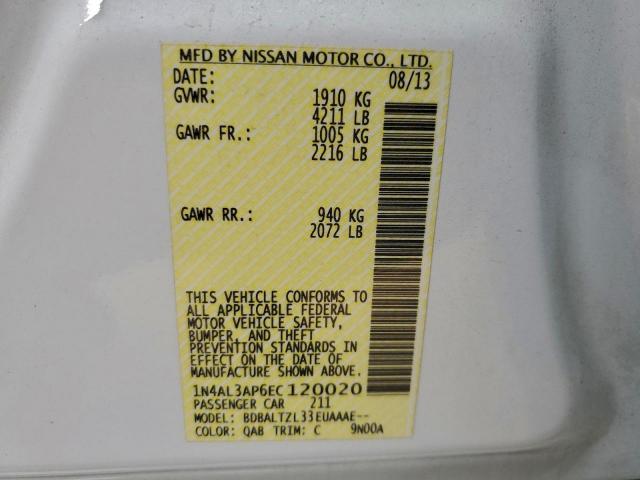 MFD BY NISSAN MOTOR CO., LTD.
DATE: 08/13
GVWR: 1910 KG
4211 LB
GAWR FR.: 1005 KG
2216 LB
GAWR RR.: 940 KG
2072 LB
THIS VEHICLE CONFORMS TO
ALL APPLICABLE FEDERAL
MOTOR VEHICLE SAFETY,
BUMPER, AND THEFT
PREVENTION STANDARDS IN
EFFECT ON THE DATE OF
MANUFACTURE SHOWN ABOVE.
1N4AL3AP6EC120020
PASSENGER CAR 211
MODEL: BDBALTZL33EUAAAE--
COLOR: QAB TRIM: C 9N00A